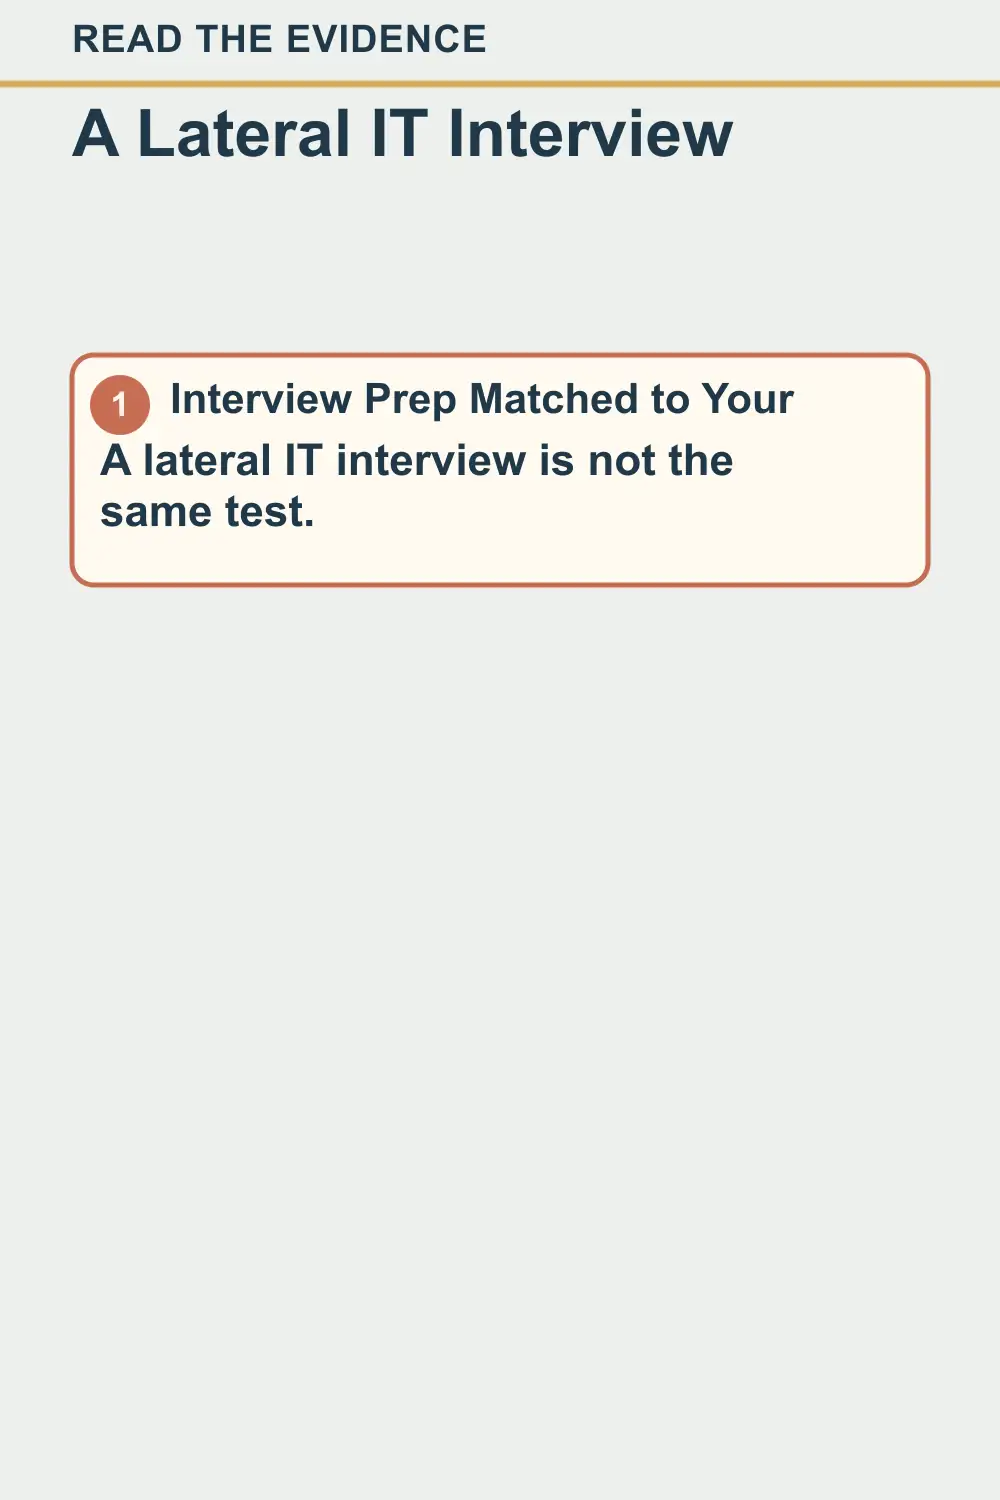 READ THE EVIDENCE
A Lateral IT Interview
1 Interview Prep Matched to Your
A lateral IT interview is not the
same test.